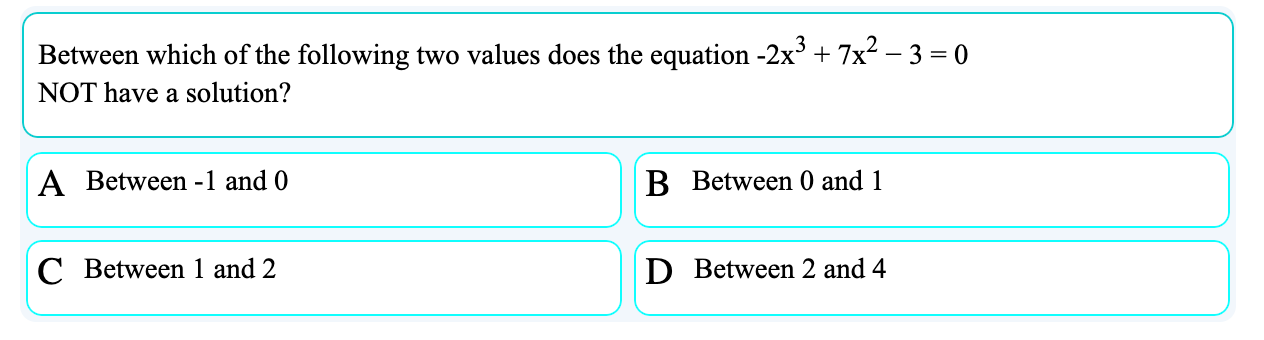 Between which of the following two values does the equation -2x³ + 7x² – 3 = 0
NOT have a solution?
A Between -1 and 0
B Between 0 and 1
C Between 1 and 2
D Between 2 and 4